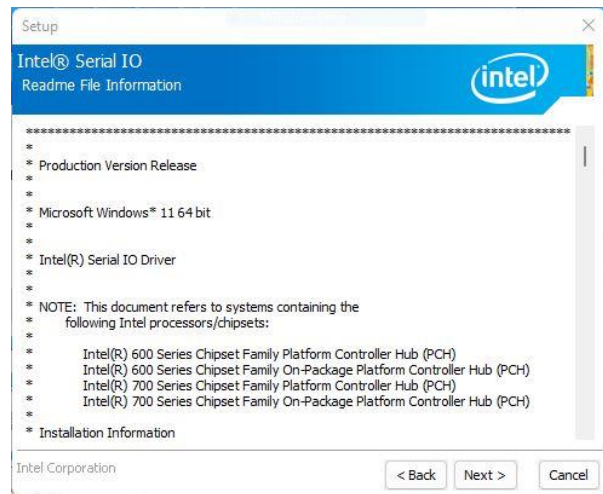 Setup
Intel® Serial IO
Readme File Information
intel
*******************************************************************************
*
* Production Version Release
*
*
* Microsoft Windows* 11 64 bit
*
*
* Intel(R) Serial IO Driver
*
*
* NOTE: This document refers to systems containing the
* following Intel processors/chipsets:
*
* Intel(R) 600 Series Chipset Family Platform Controller Hub (PCH)
* Intel(R) 600 Series Chipset Family On-Package Platform Controller Hub (PCH)
* Intel(R) 700 Series Chipset Family Platform Controller Hub (PCH)
* Intel(R) 700 Series Chipset Family On-Package Platform Controller Hub (PCH)
*
* Installation Information
Intel Corporation
< Back Next > Cancel